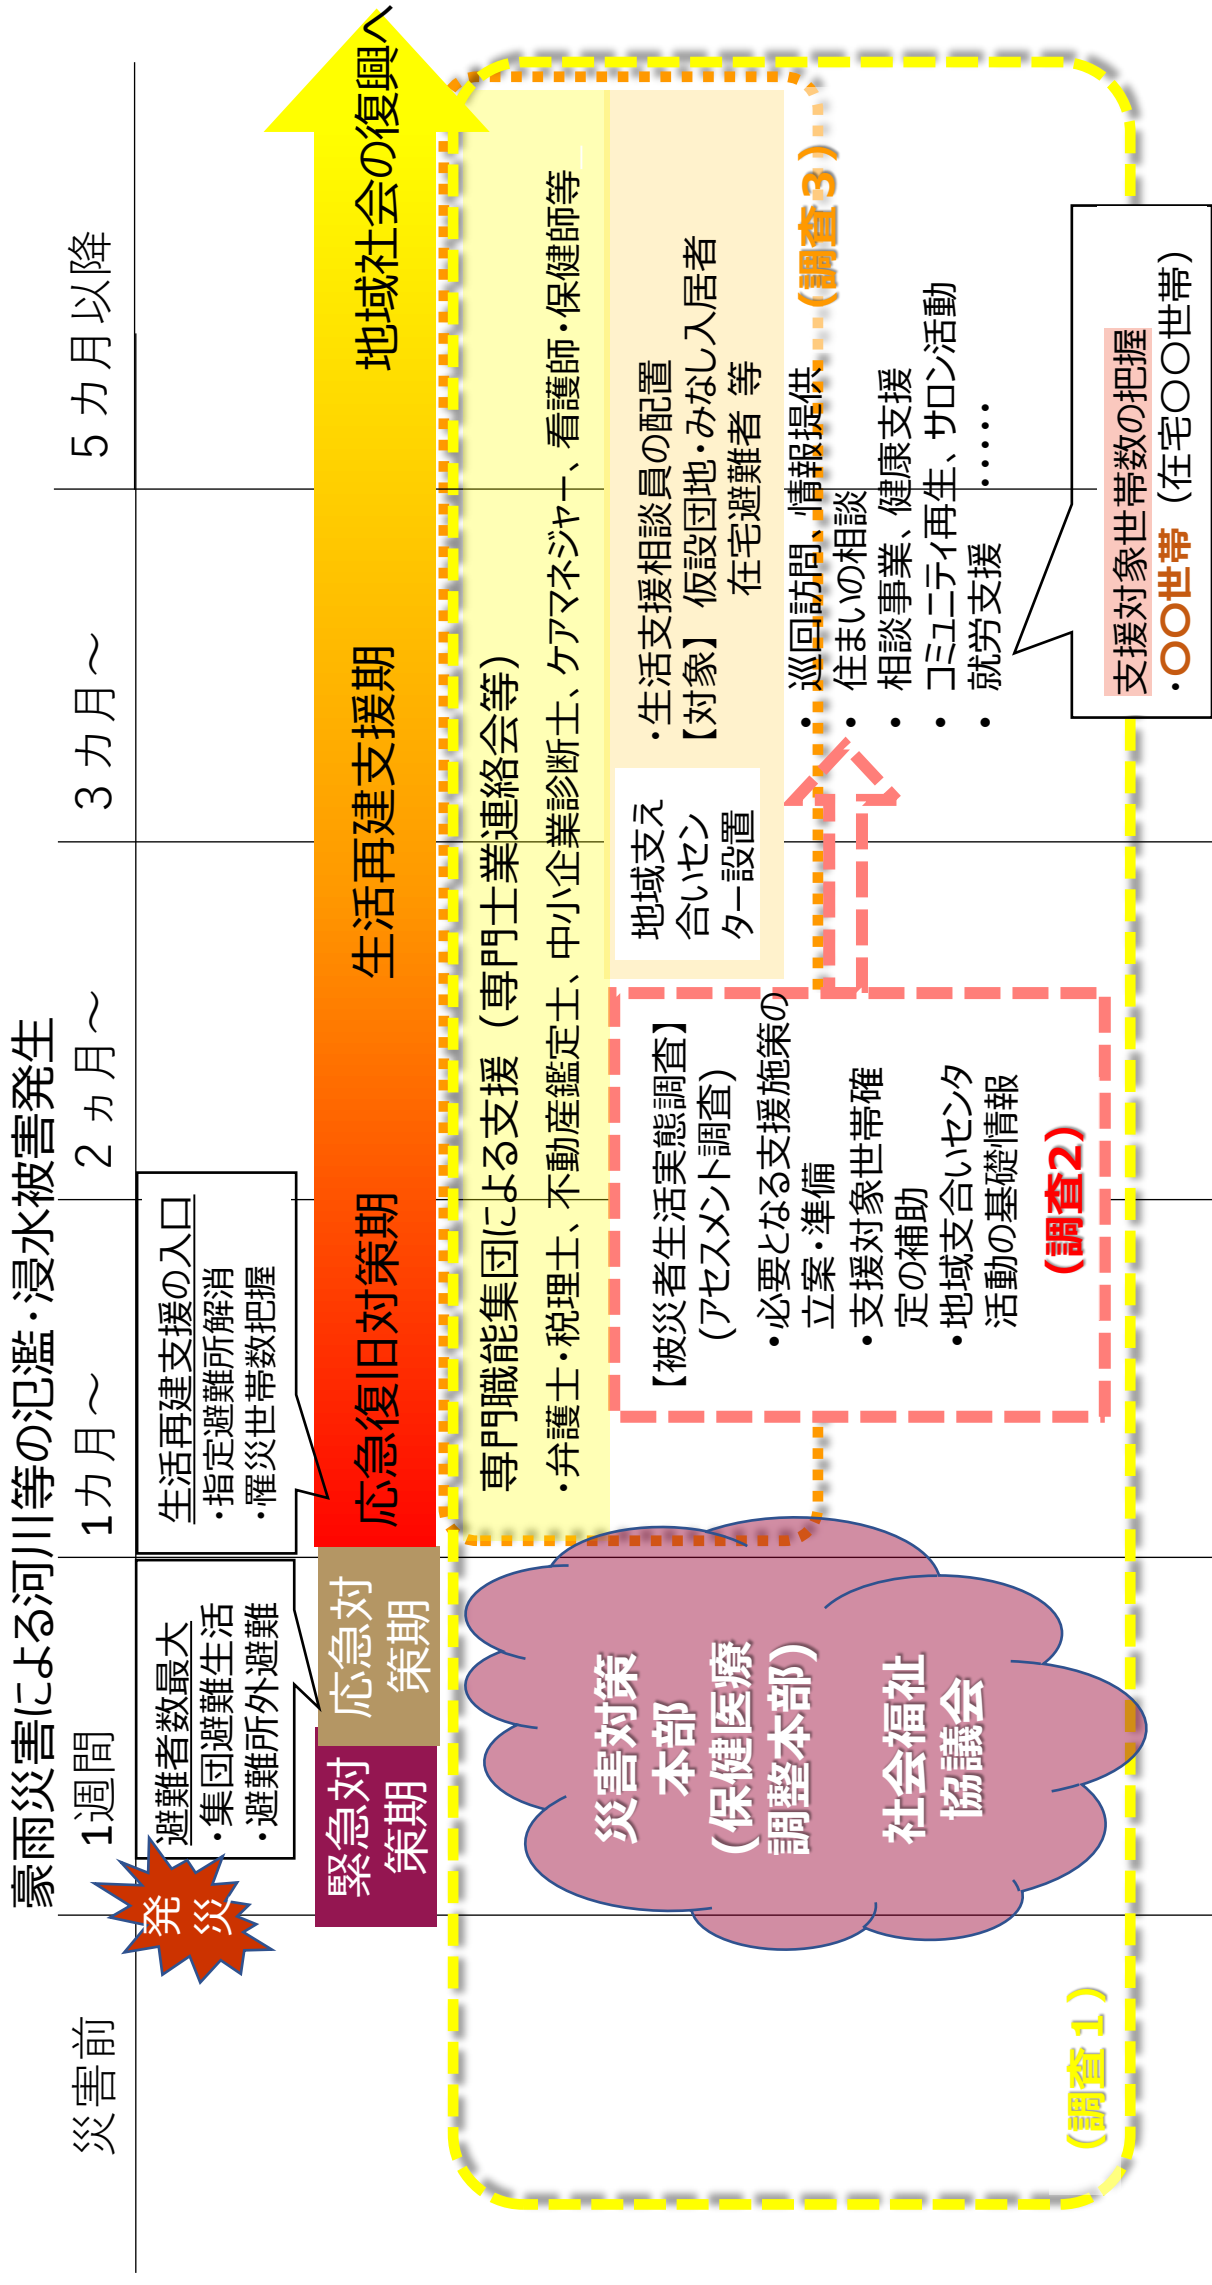 豪雨災害による河川等の氾濫・浸水被害発生
災害前
1週間
1カ月～
2ヵ月～
3カ月～
5カ月以降
発
災
避難者数最大
・集団避難生活
・避難所外避難
生活再建支援の入口
・指定避難所解消
・罹災世帯数把握
緊急対
策期
応急対
策期
応急復旧対策期
生活再建支援期
地域社会の復興へ
専門職能集団による支援（専門士業連絡会等）
・弁護士・税理士、不動産鑑定士、中小企業診断士、ケアマネジャー、看護師・保健師等
災害対策
本部
（保健医療
調整本部）
社会福祉
協議会
【被災者生活実態調査】
(アセスメント調査)
・必要となる支援施策の
立案・準備
・支援対象世帯確
定の補助
・地域支合いセンタ
活動の基礎情報
（調査2）
地域支え
合いセン
ター設置
・生活支援相談員の配置
【対象】 仮設団地・みなし入居者
在宅避難者 等
（調査３）
・ 巡回訪問、情報提供
・ 住まいの相談
・ 相談事業、健康支援
・ コミュニティ再生、サロン活動
・ 就労支援 ・・・・・・
支援対象世帯数の把握
・〇〇世帯（在宅〇〇世帯）
（調査１）